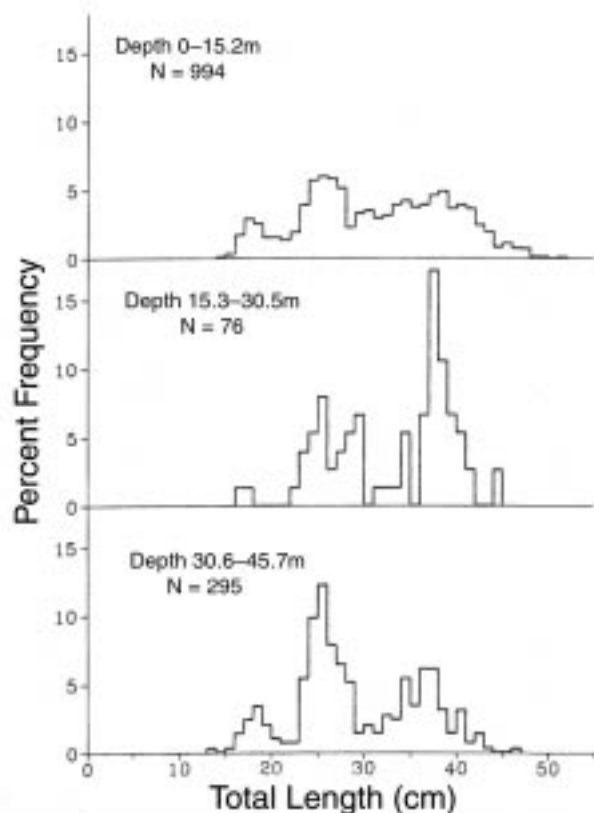 Depth 0–15.2m
N = 994
15
10
5
0
Depth 15.3–30.5m
N = 76
15
10
5
0
Depth 30.6–45.7m
N = 295
15
10
5
0
0 10 20 30 40 50
Percent Frequency
Total Length (cm)